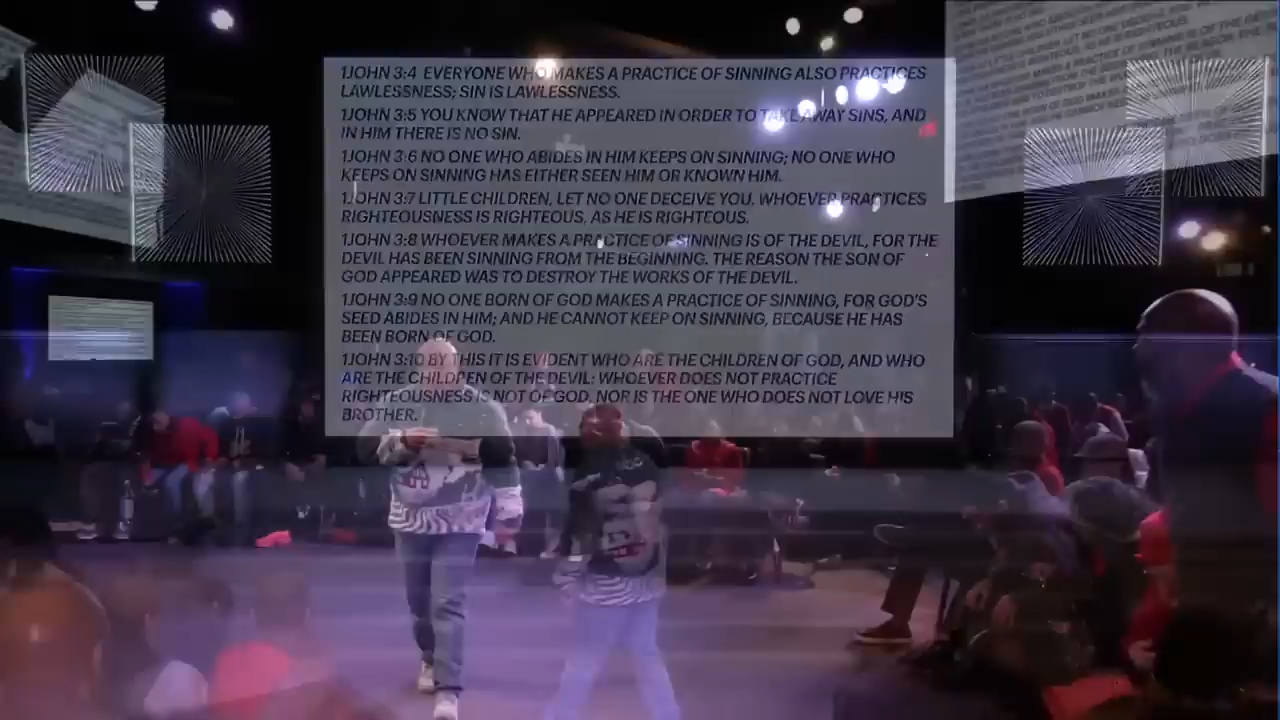 1JOHN 3:4 EVERYONE WHO MAKES A PRACTICE OF SINNING ALSO PRACTICES
LAWLESSNESS; SIN IS LAWLESSNESS.
1JOHN 3:5 YOU KNOW THAT HE APPEARED IN ORDER TO TAKE AWAY SINS, AND
IN HIM THERE IS NO SIN.
1JOHN 3:6 NO ONE WHO ABIDES IN HIM KEEPS ON SINNING; NO ONE WHO
KEEPS ON SINNING HAS EITHER SEEN HIM OR KNOWN HIM.
1JOHN 3:7 LITTLE CHILDREN, LET NO ONE DECEIVE YOU. WHOEVER PRACTICES
RIGHTEOUSNESS IS RIGHTEOUS, AS HE IS RIGHTEOUS.
1JOHN 3:8 WHOEVER MAKES A PRACTICE OF SINNING IS OF THE DEVIL, FOR THE
DEVIL HAS BEEN SINNING FROM THE BEGINNING. THE REASON THE SON OF
GOD APPEARED WAS TO DESTROY THE WORKS OF THE DEVIL.
1JOHN 3:9 NO ONE BORN OF GOD MAKES A PRACTICE OF SINNING, FOR GOD'S
SEED ABIDES IN HIM; AND HE CANNOT KEEP ON SINNING, BECAUSE HE HAS
BEEN BORN OF GOD.
1JOHN 3:10 BY THIS IT IS EVIDENT WHO ARE THE CHILDREN OF GOD, AND WHO
ARE THE CHILDREN OF THE DEVIL: WHOEVER DOES NOT PRACTICE
RIGHTEOUSNESS IS NOT OF GOD, NOR IS THE ONE WHO DOES NOT LOVE HIS
BROTHER.